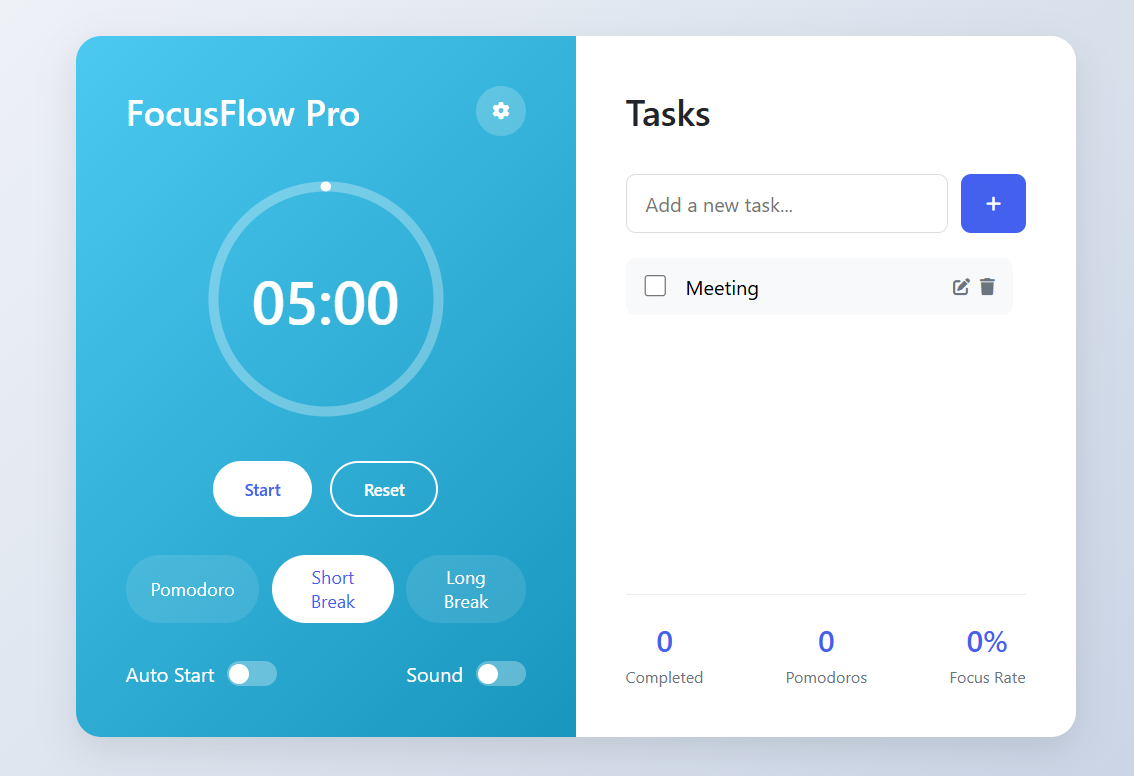 FocusFlow Pro
05:00
Start
Reset
Pomodoro
Short
Break
Long
Break
Auto Start
Sound
Tasks
Add a new task...
+
Meeting
0
Completed
0
Pomodoros
0%
Focus Rate